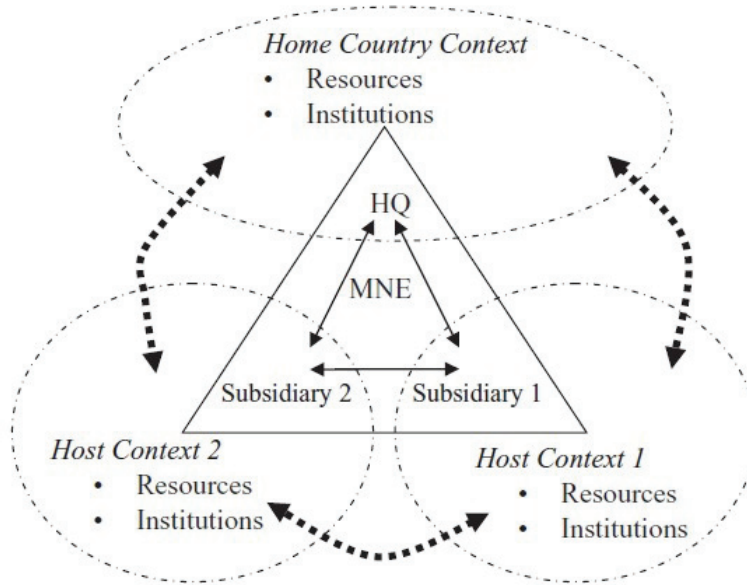 Home Country Context
• Resources
• Institutions
HQ
MNE
Subsidiary 2
Subsidiary 1
Host Context 2
• Resources
• Institutions
Host Context 1
• Resources
• Institutions